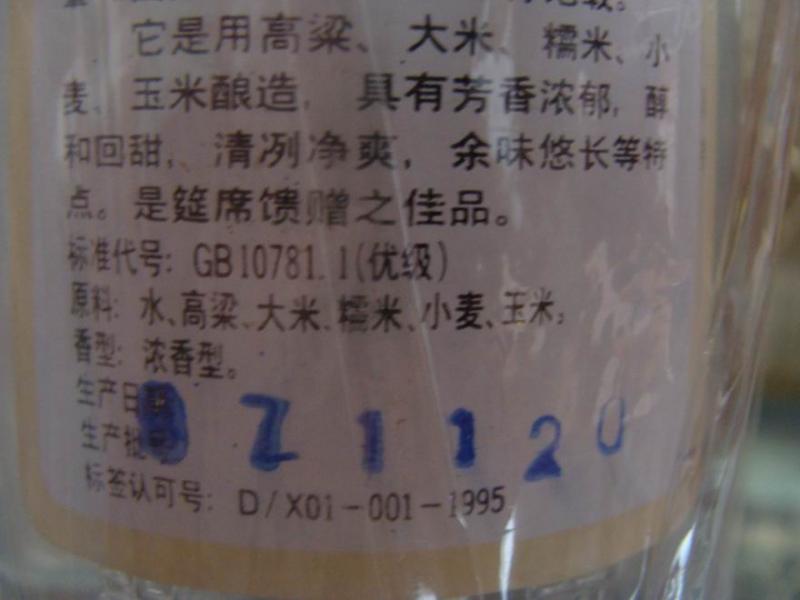 它是用高粱、大米、糯米、小
麦、玉米酿造，具有芳香浓郁，醇
和回甜，清冽净爽，余味悠长等特
点。是筵席馈赠之佳品。
标准代号：GB10781.1(优级)
原料：水、高粱、大米、糯米、小麦、玉米。
香型：浓香型。
生产日期
生产批号 1 1 2 0
标签认可号：D/X01-001-1995